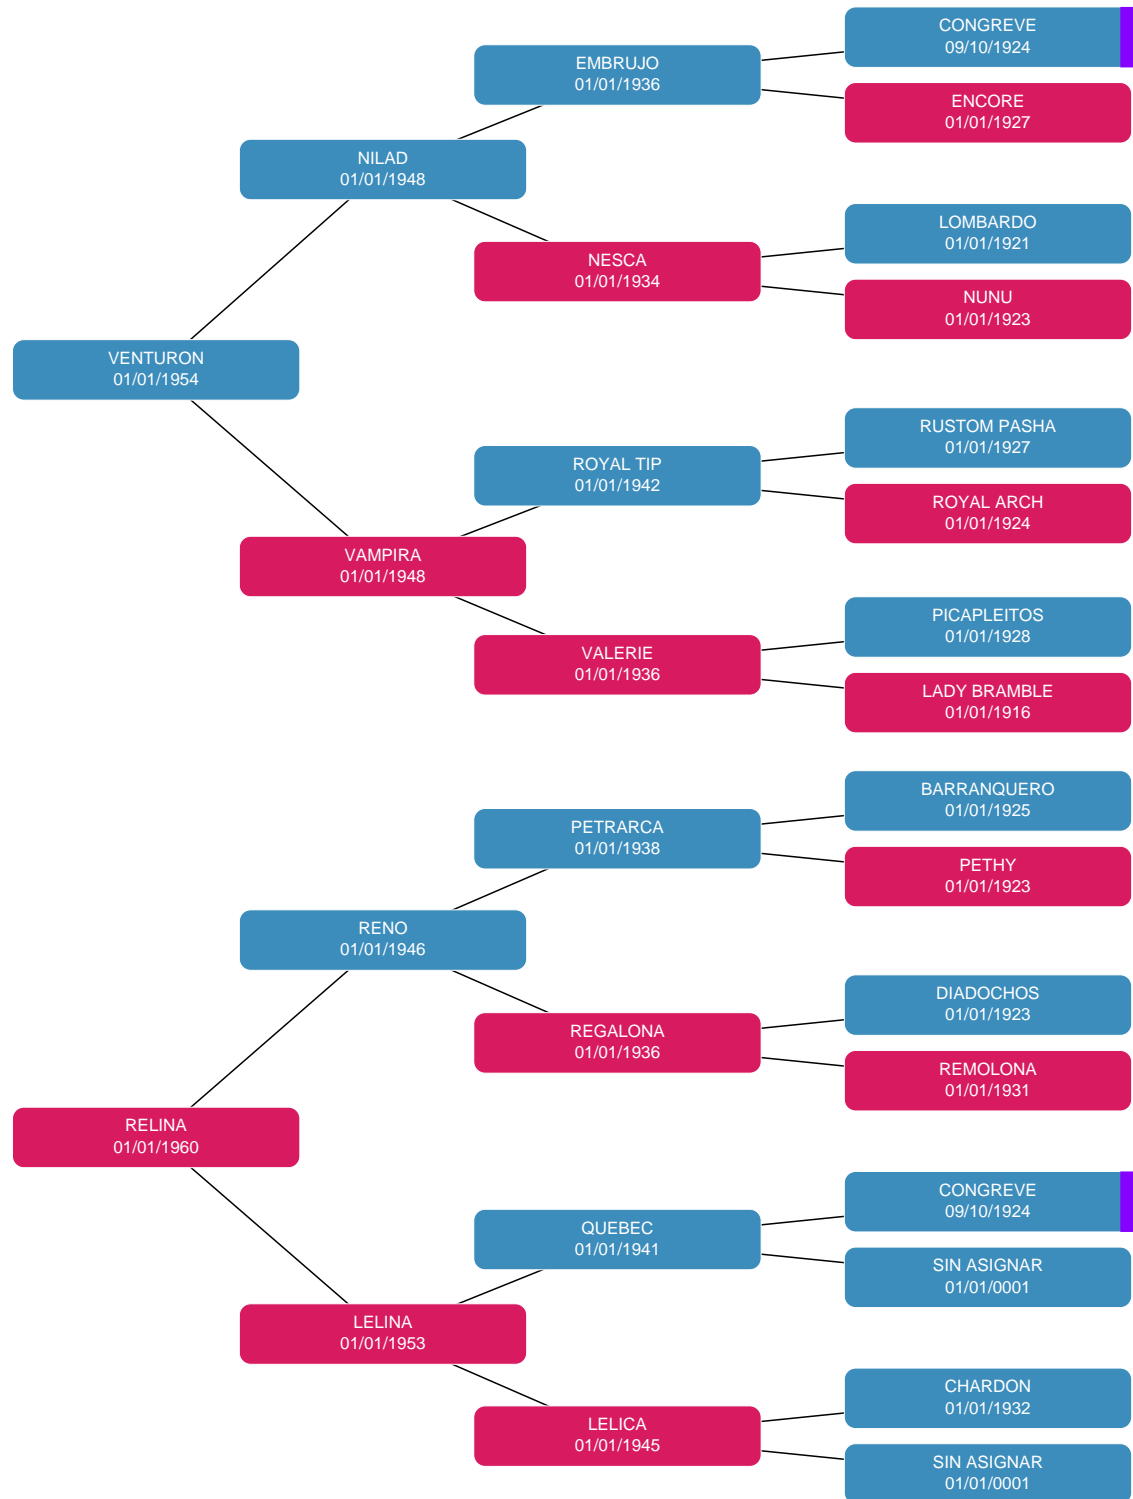 CONGREVE
09/10/1924
EMBRUJO
01/01/1936
ENCORE
01/01/1927
NILAD
01/01/1948
LOMBARDO
01/01/1921
NESCA
01/01/1934
NUNU
01/01/1923
VENTURON
01/01/1954
RUSTOM PASHA
01/01/1927
ROYAL TIP
01/01/1942
ROYAL ARCH
01/01/1924
VAMPIRA
01/01/1948
PICAPLEITOS
01/01/1928
VALERIE
01/01/1936
LADY BRAMBLE
01/01/1916
BARRANQUERO
01/01/1925
PETRARCA
01/01/1938
PETHY
01/01/1923
RENO
01/01/1946
DIADOCHOS
01/01/1923
REGALONA
01/01/1936
REMOLONA
01/01/1931
RELINA
01/01/1960
CONGREVE
09/10/1924
QUEBEC
01/01/1941
SIN ASIGNAR
01/01/0001
LELINA
01/01/1953
CHARDON
01/01/1932
LELICA
01/01/1945
SIN ASIGNAR
01/01/0001